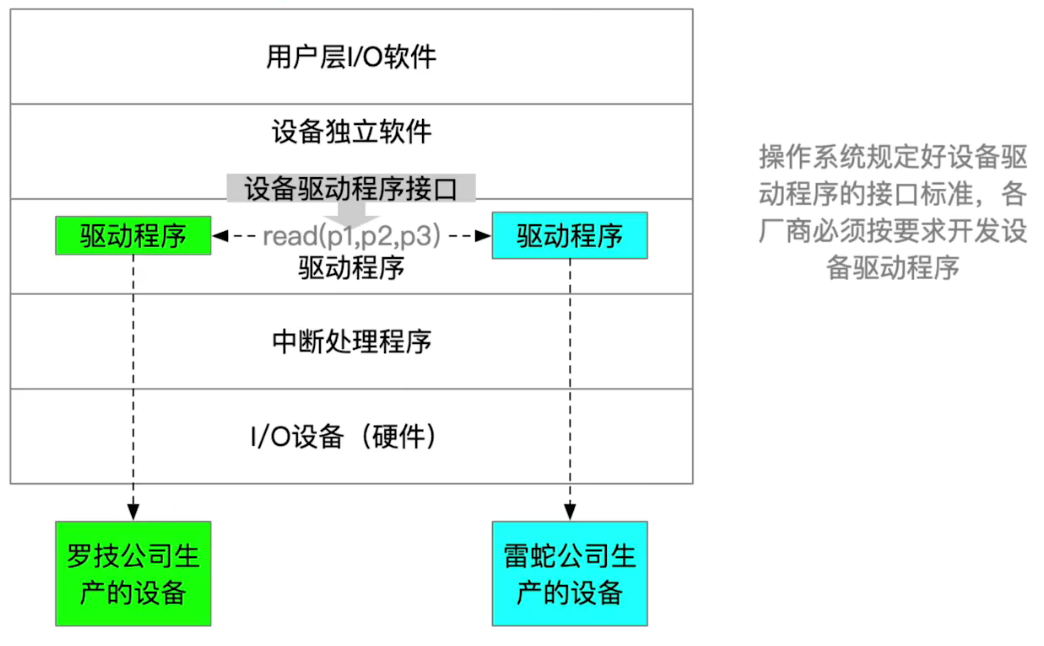 用户层I/O软件
设备独立软件
设备驱动程序接口
驱动程序
read(p1,p2,p3)
驱动程序
驱动程序
中断处理程序
I/O设备（硬件）
罗技公司生
产的设备
雷蛇公司生
产的设备
操作系统规定好设备驱
动程序的接口标准，各
厂商必须按要求开发设
备驱动程序